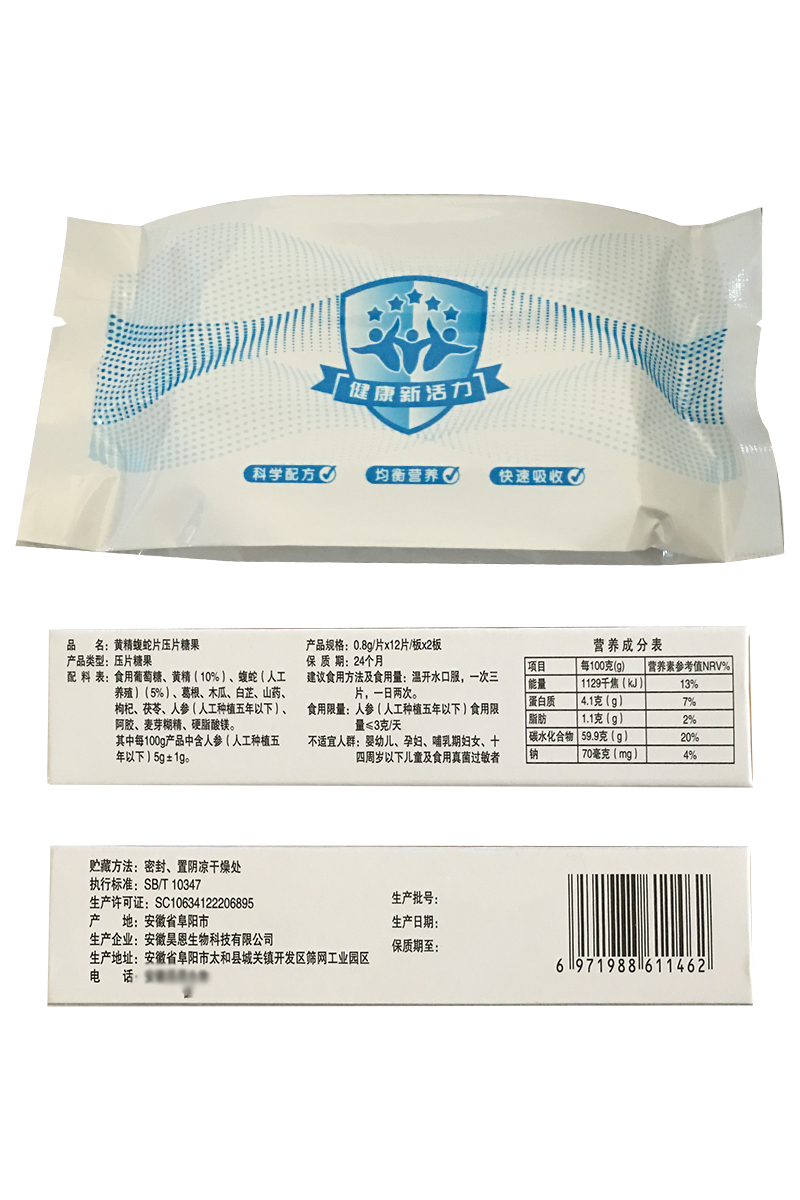 健康新活力
科学配方 均衡营养 快速吸收
品 名：黄精蝮蛇片压片糖果
产品类型：压片糖果
配 料 表：食用葡萄糖、黄精（10%）、蝮蛇（人工
养殖）（5%）、葛根、木瓜、白芷、山药、
枸杞、茯苓、人参（人工种植五年以下）、
阿胶、麦芽糊精、硬脂酸镁。
其中每100g产品中含人参（人工种植五
年以下）5g±1g。
产品规格：0.8g/片x12片/板x2板
保 质 期：24个月
建议食用方法及食用量：温开水口服，一次三
片，一日两次。
食用限量：人参（人工种植五年以下）食用限
量≤3克/天
不适宜人群：婴幼儿、孕妇、哺乳期妇女、十
四周岁以下儿童及食用真菌过敏者
营养成分表
项目 每100克(g) 营养素参考值NRV%
能量 1129千焦（kJ） 13%
蛋白质 4.1克（g） 7%
脂肪 1.1克（g） 2%
碳水化合物 59.9克（g） 20%
钠 70毫克（mg） 4%
贮藏方法：密封、置阴凉干燥处
执行标准：SB/T 10347
生产许可证：SC10634122206895
产 地：安徽省阜阳市
生产企业：安徽昊恩生物科技有限公司
生产地址：安徽省阜阳市太和县城关镇开发区筛网工业园区
电 话
生产批号：
生产日期：
保质期至：
6 971988 611462